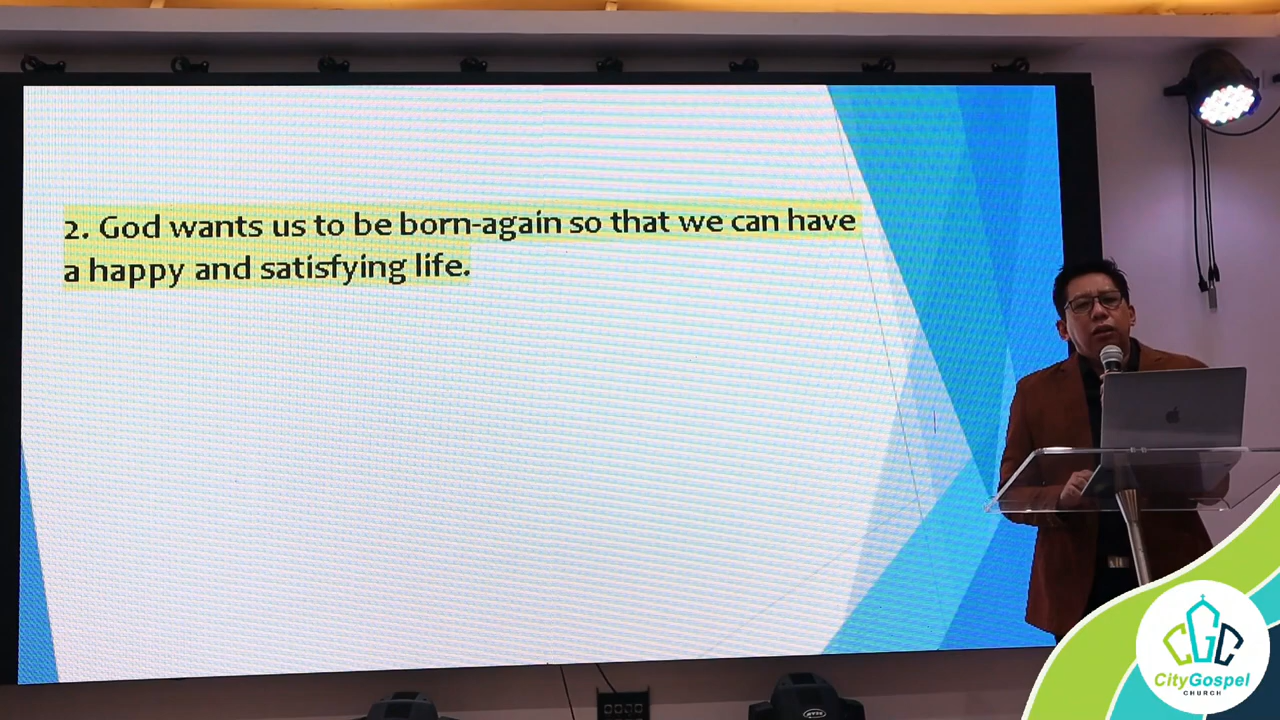 2. God wants us to be born-again so that we can have
a happy and satisfying life.
CGC
CityGospel
CHURCH